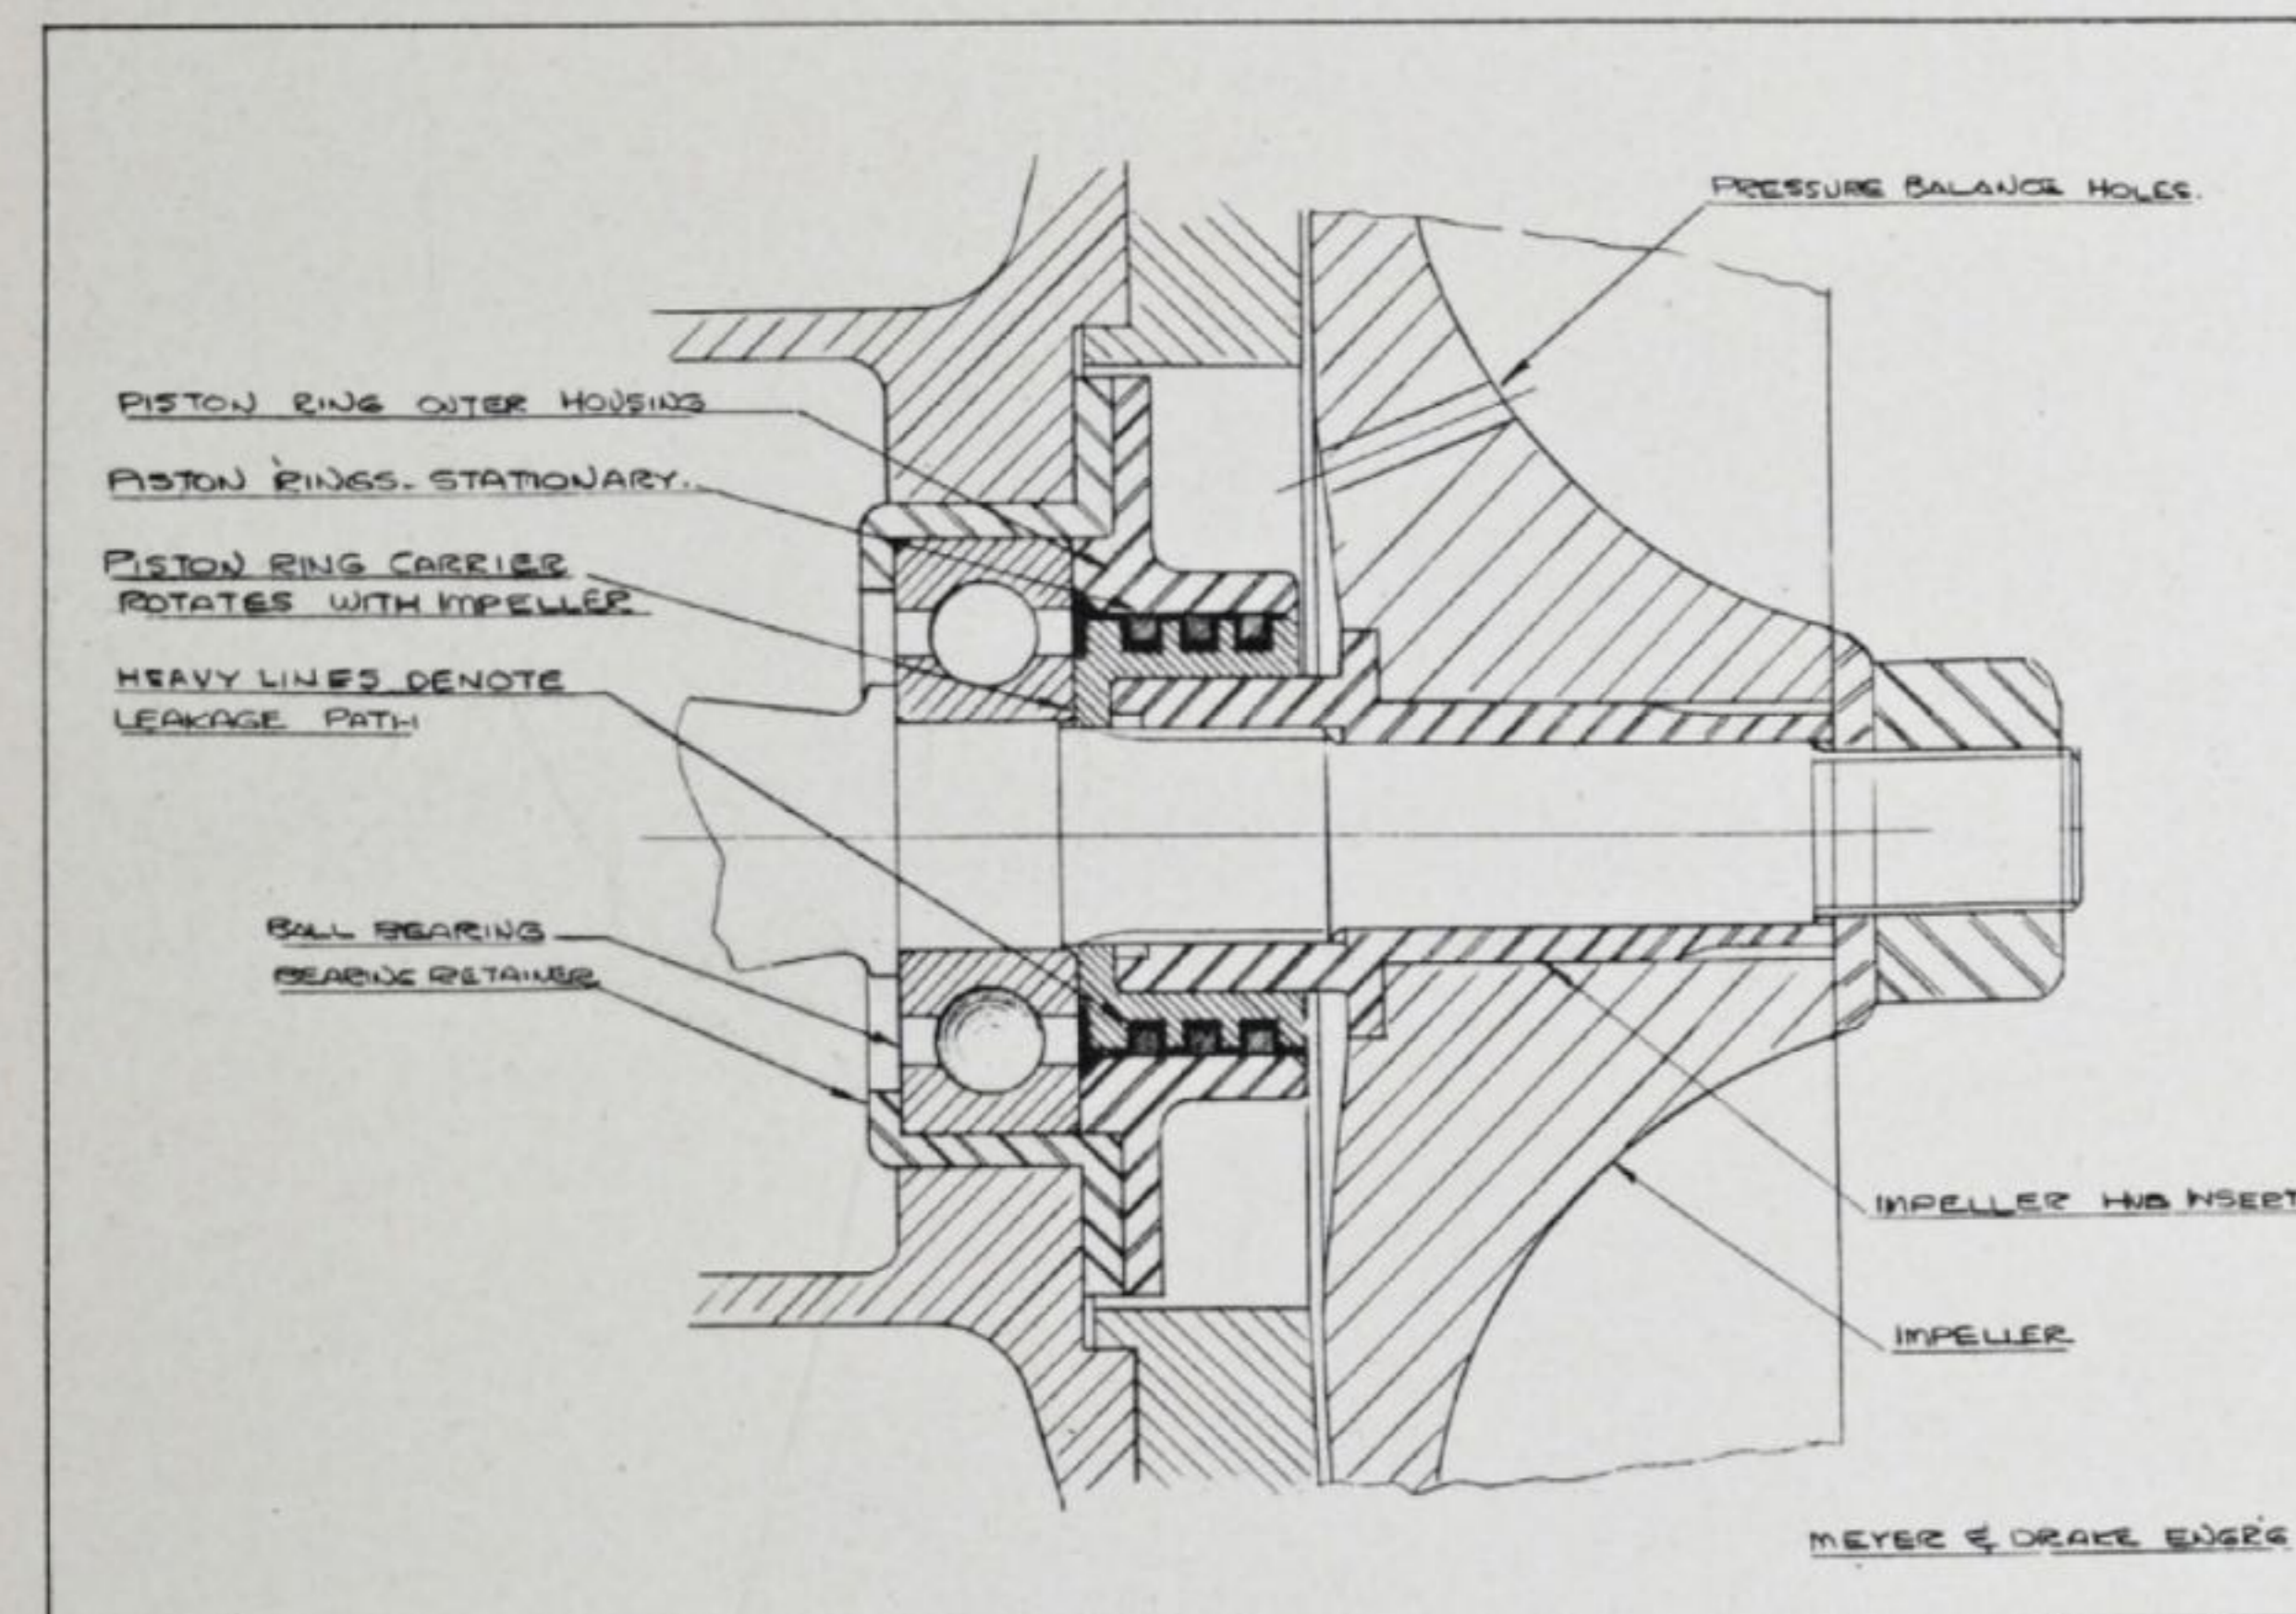 PRESSURE BALANCE HOLES.
PISTON RING OUTER HOUSING
PISTON RINGS. STATIONARY.
PISTON RING CARRIER
ROTATES WITH IMPELLER
HEAVY LINES DENOTE
LEAKAGE PATH
BALL BEARING
BEARING RETAINER
IMPELLER HUB INSERT
IMPELLER
MEYER & DRAKE ENGR'G